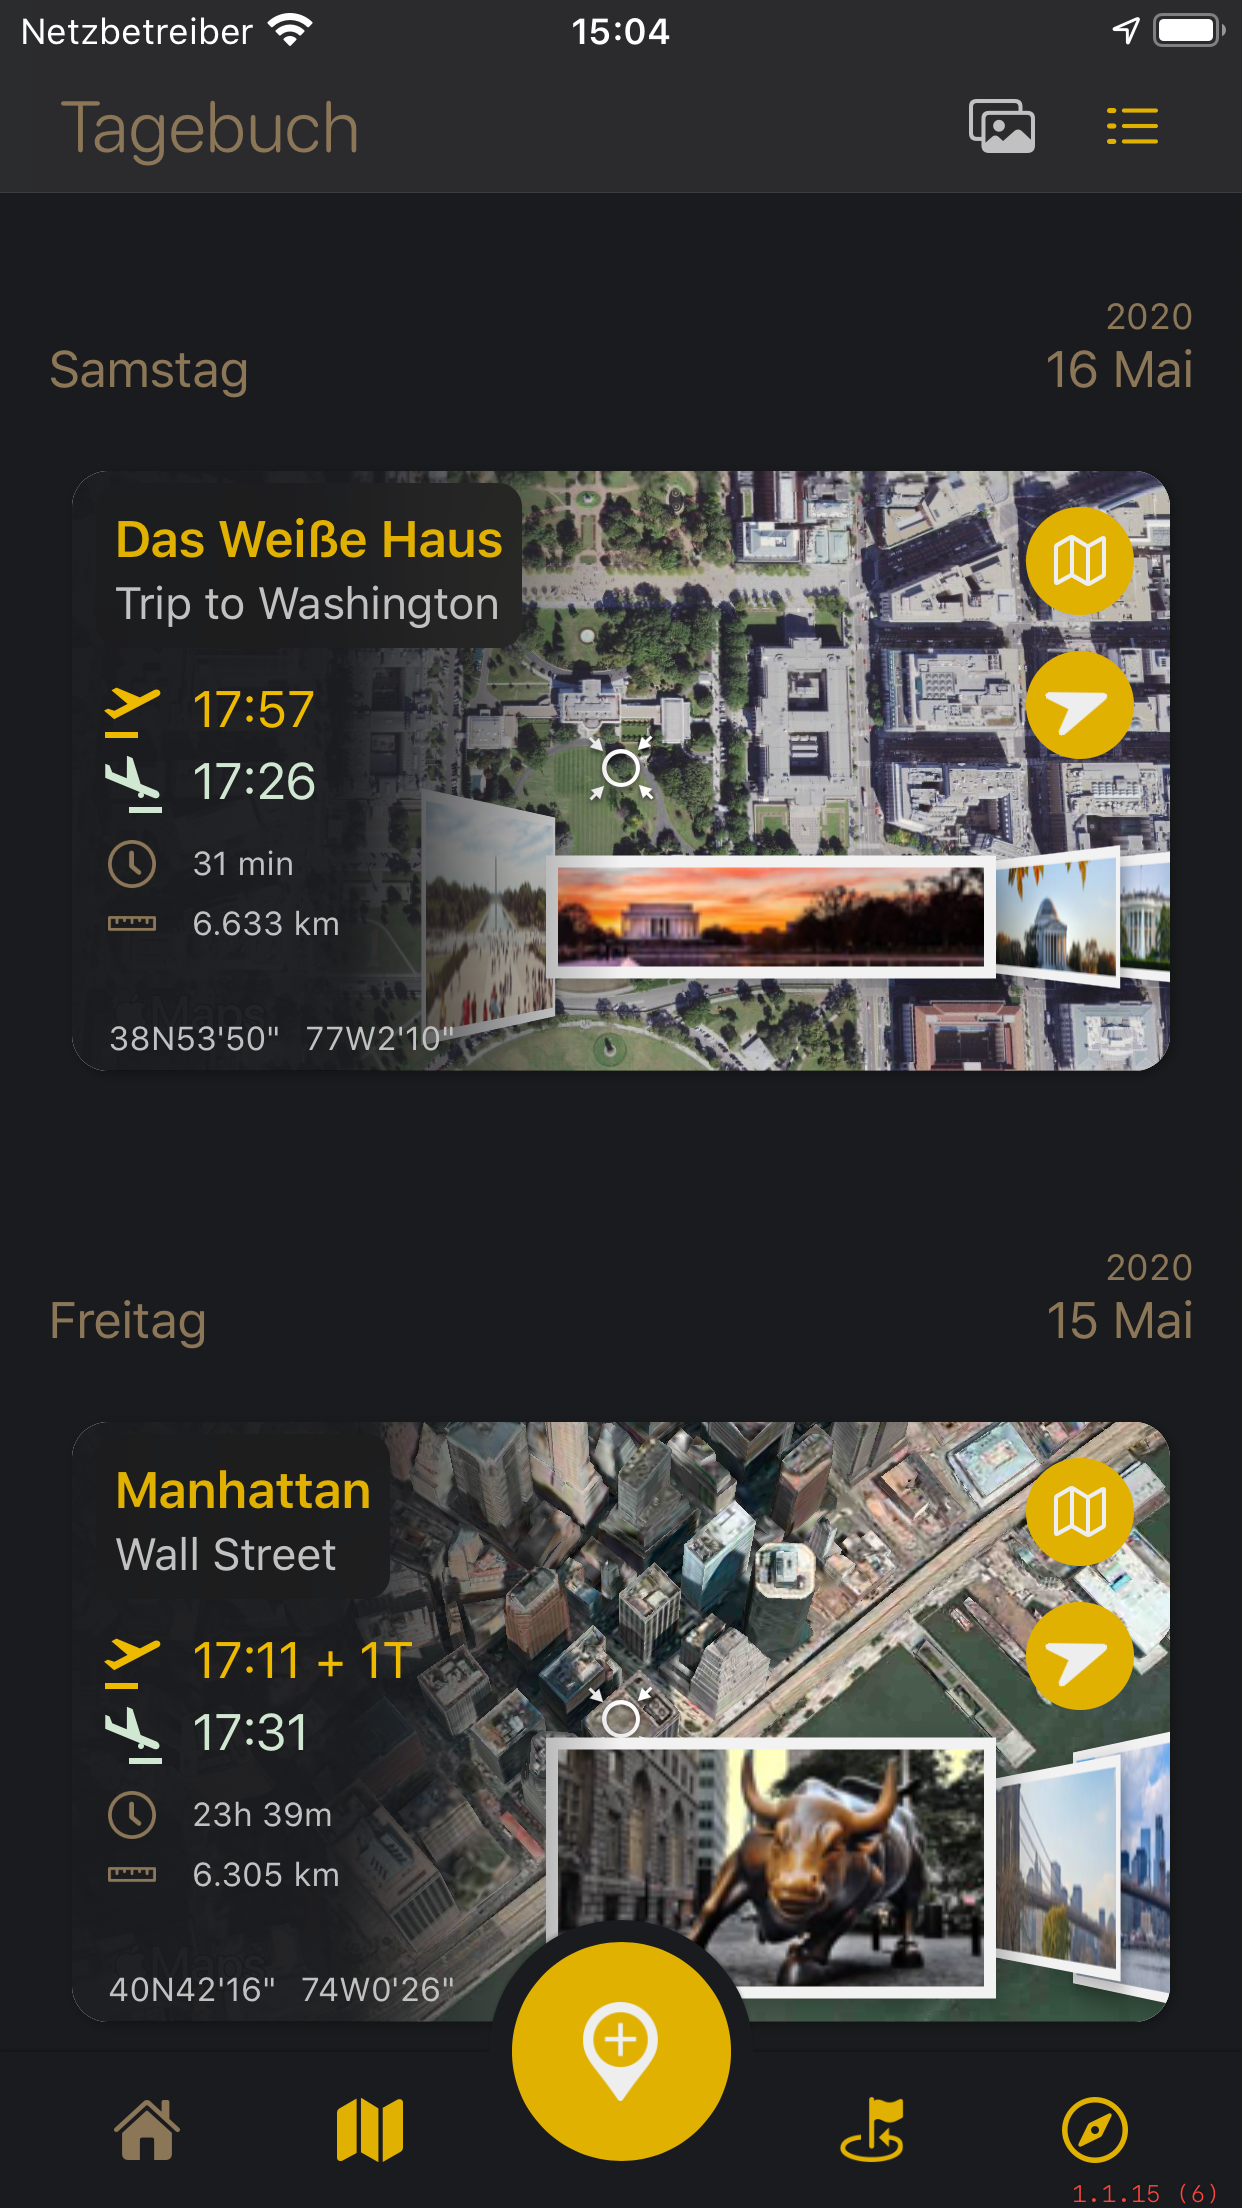 Netzbetreiber 15:04
Tagebuch
2020
Samstag 16 Mai
Das Weiße Haus
Trip to Washington
17:57
17:26
31 min
6.633 km
Maps
38N53'50" 77W2'10"
2020
Freitag 15 Mai
Manhattan
Wall Street
17:11 + 1T
17:31
23h 39m
6.305 km
Maps
40N42'16" 74W0'26"
1.1.15 (6)